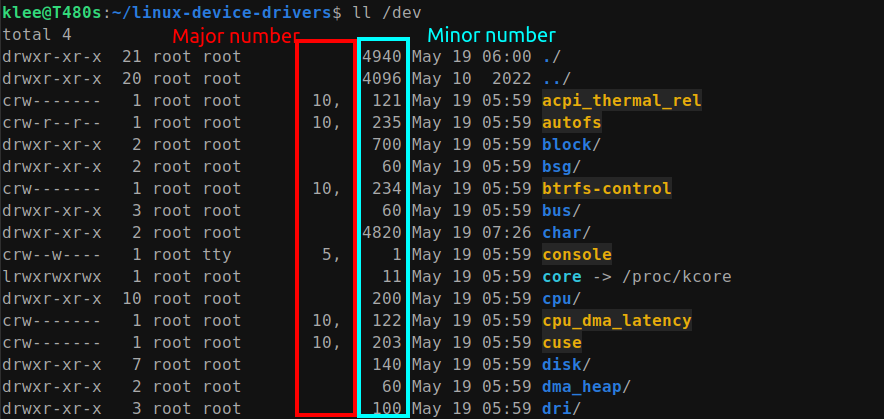 klee@T480s:~/linux-device-drivers$ ll /dev
total 4 Major number Minor number
drwxr-xr-x 21 root root 4940 May 19 06:00 ./
drwxr-xr-x 20 root root 4096 May 10 2022 ../
crw------- 1 root root 10, 121 May 19 05:59 acpi_thermal_rel
crw-r--r-- 1 root root 10, 235 May 19 05:59 autofs
drwxr-xr-x 2 root root 700 May 19 05:59 block/
drwxr-xr-x 2 root root 60 May 19 05:59 bsg/
crw------- 1 root root 10, 234 May 19 05:59 btrfs-control
drwxr-xr-x 3 root root 60 May 19 05:59 bus/
drwxr-xr-x 2 root root 4820 May 19 07:26 char/
crw--w---- 1 root tty 5, 1 May 19 05:59 console
lrwxrwxrwx 1 root root 11 May 19 05:59 core -> /proc/kcore
drwxr-xr-x 10 root root 200 May 19 05:59 cpu/
crw------- 1 root root 10, 122 May 19 05:59 cpu_dma_latency
crw------- 1 root root 10, 203 May 19 05:59 cuse
drwxr-xr-x 7 root root 140 May 19 05:59 disk/
drwxr-xr-x 2 root root 60 May 19 05:59 dma_heap/
drwxr-xr-x 3 root root 100 May 19 05:59 dri/